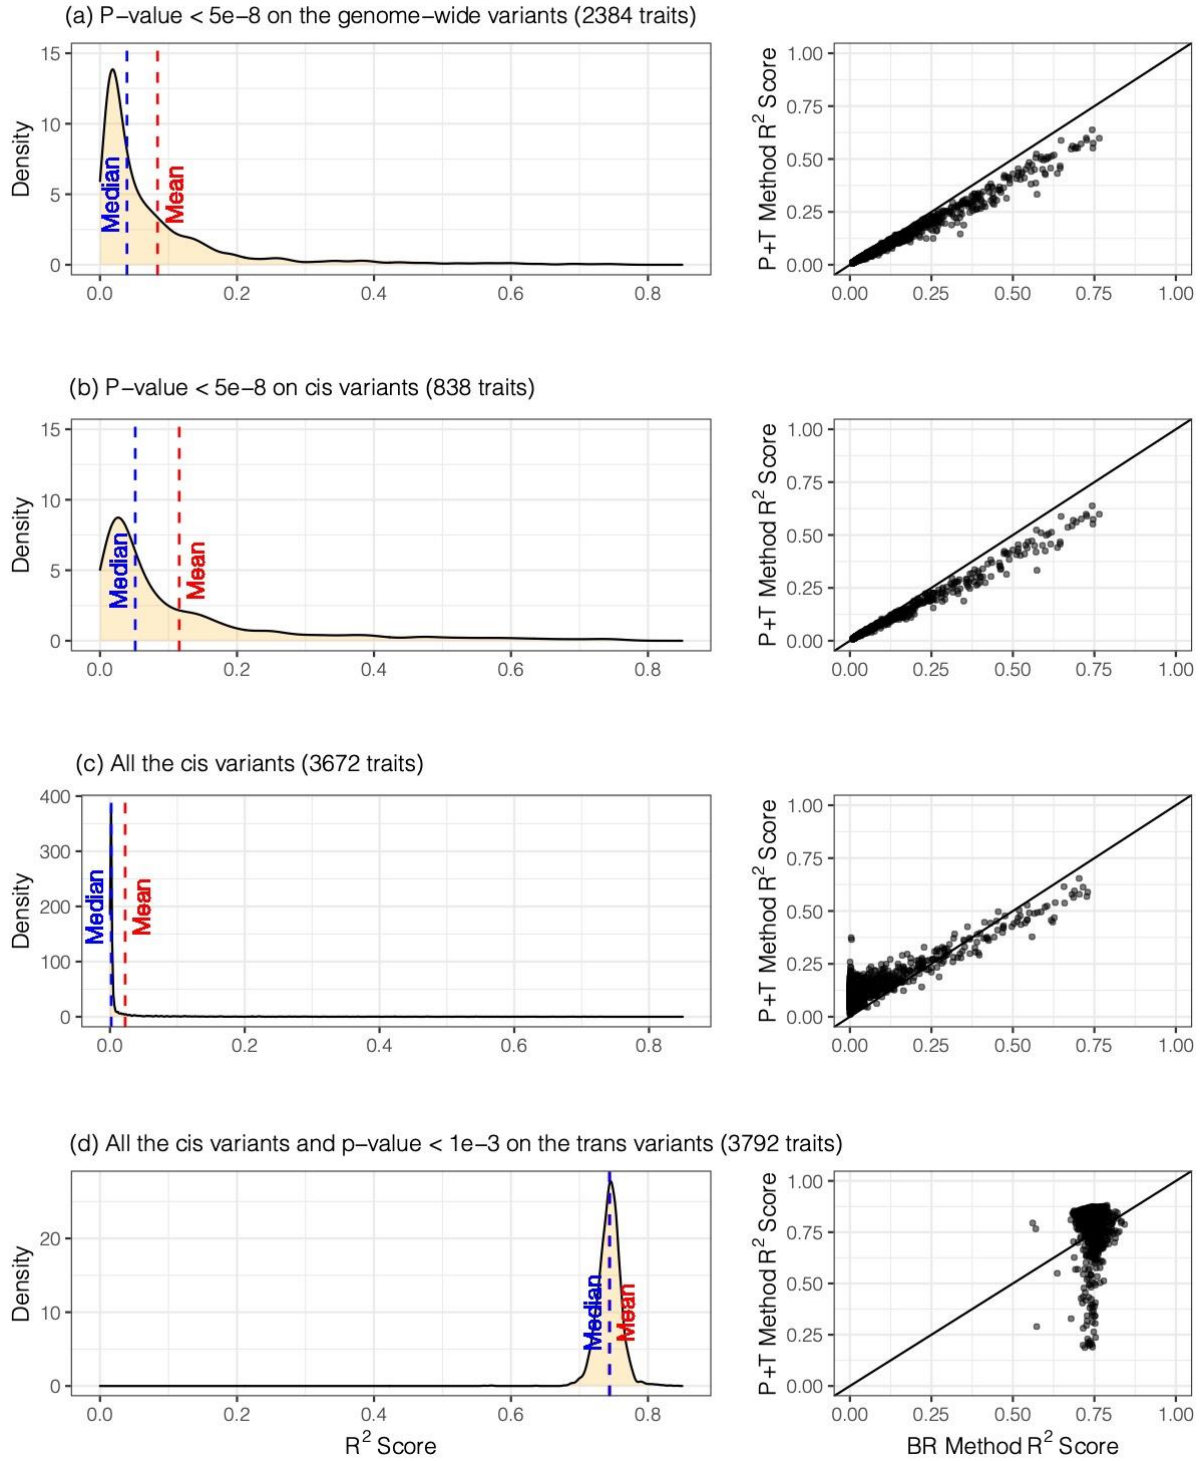 (a) P−value < 5e−8 on the genome−wide variants (2384 traits)
15
10
5
0
Density
Median
Mean
0.0 0.2 0.4 0.6 0.8
1.00
0.75
0.50
0.25
0.00
P+T Method R² Score
0.00 0.25 0.50 0.75 1.00
(b) P−value < 5e−8 on cis variants (838 traits)
15
10
5
0
Density
Median
Mean
0.0 0.2 0.4 0.6 0.8
1.00
0.75
0.50
0.25
0.00
P+T Method R² Score
0.00 0.25 0.50 0.75 1.00
(c) All the cis variants (3672 traits)
400
300
200
100
0
Density
Median
Mean
0.0 0.2 0.4 0.6 0.8
1.00
0.75
0.50
0.25
0.00
P+T Method R² Score
0.00 0.25 0.50 0.75 1.00
(d) All the cis variants and p−value < 1e−3 on the trans variants (3792 traits)
20
10
0
Density
Median
Mean
0.0 0.2 0.4 0.6 0.8
R² Score
1.00
0.75
0.50
0.25
0.00
P+T Method R² Score
0.00 0.25 0.50 0.75 1.00
BR Method R² Score